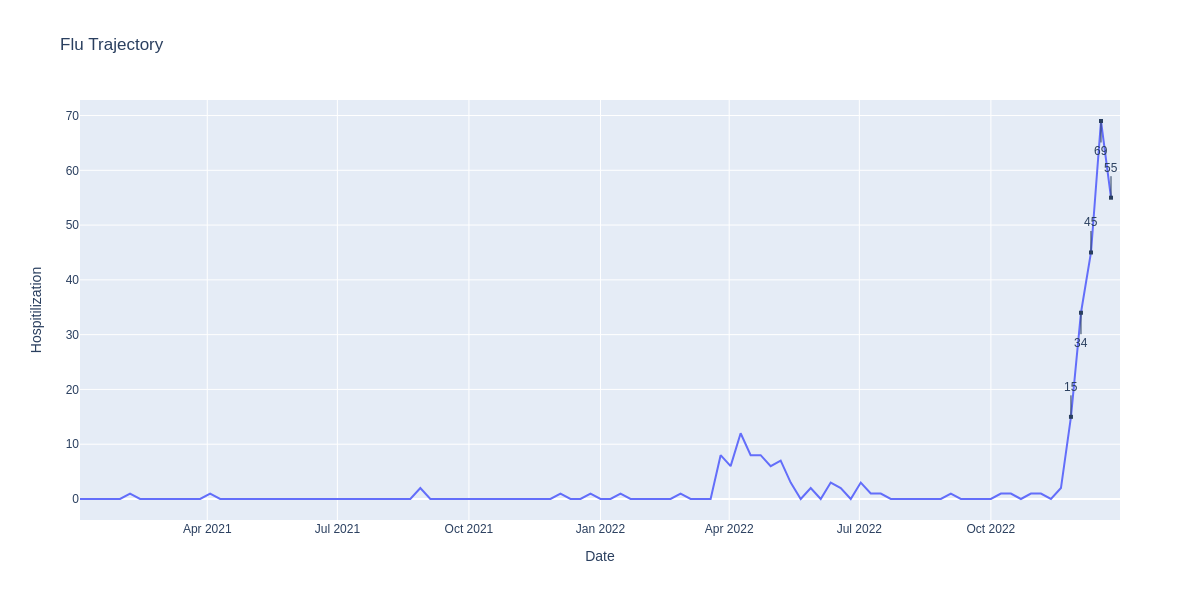 Flu Trajectory
70
60
50
40
30
20
10
0
69
55
45
34
15
Hospitilization
Apr 2021
Jul 2021
Oct 2021
Jan 2022
Apr 2022
Jul 2022
Oct 2022
Date